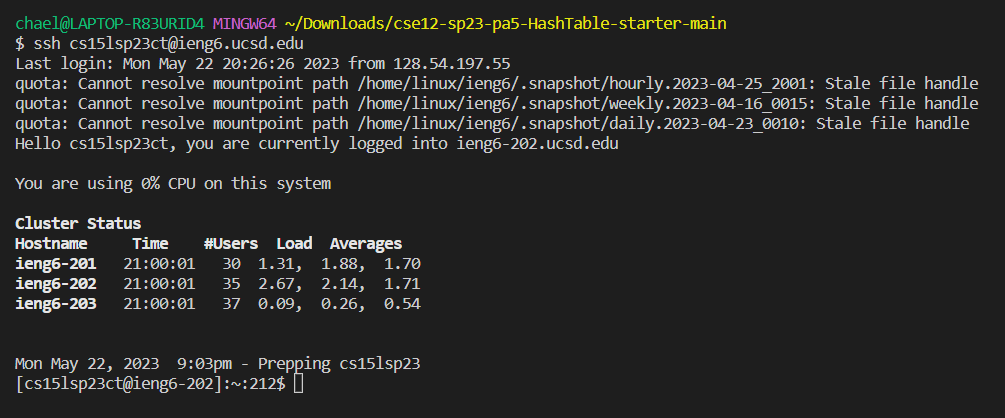 chael@LAPTOP-R83URID4 MINGW64 ~/Downloads/cse12-sp23-pa5-HashTable-starter-main
$ ssh cs15lsp23ct@ieng6.ucsd.edu
Last login: Mon May 22 20:26:26 2023 from 128.54.197.55
quota: Cannot resolve mountpoint path /home/linux/ieng6/.snapshot/hourly.2023-04-25_2001: Stale file handle
quota: Cannot resolve mountpoint path /home/linux/ieng6/.snapshot/weekly.2023-04-16_0015: Stale file handle
quota: Cannot resolve mountpoint path /home/linux/ieng6/.snapshot/daily.2023-04-23_0010: Stale file handle
Hello cs15lsp23ct, you are currently logged into ieng6-202.ucsd.edu

You are using 0% CPU on this system

Cluster Status
Hostname     Time    #Users  Load  Averages
ieng6-201   21:00:01   30  1.31,  1.88,  1.70
ieng6-202   21:00:01   35  2.67,  2.14,  1.71
ieng6-203   21:00:01   37  0.09,  0.26,  0.54

Mon May 22, 2023  9:03pm - Prepping cs15lsp23
[cs15lsp23ct@ieng6-202]:~:212$